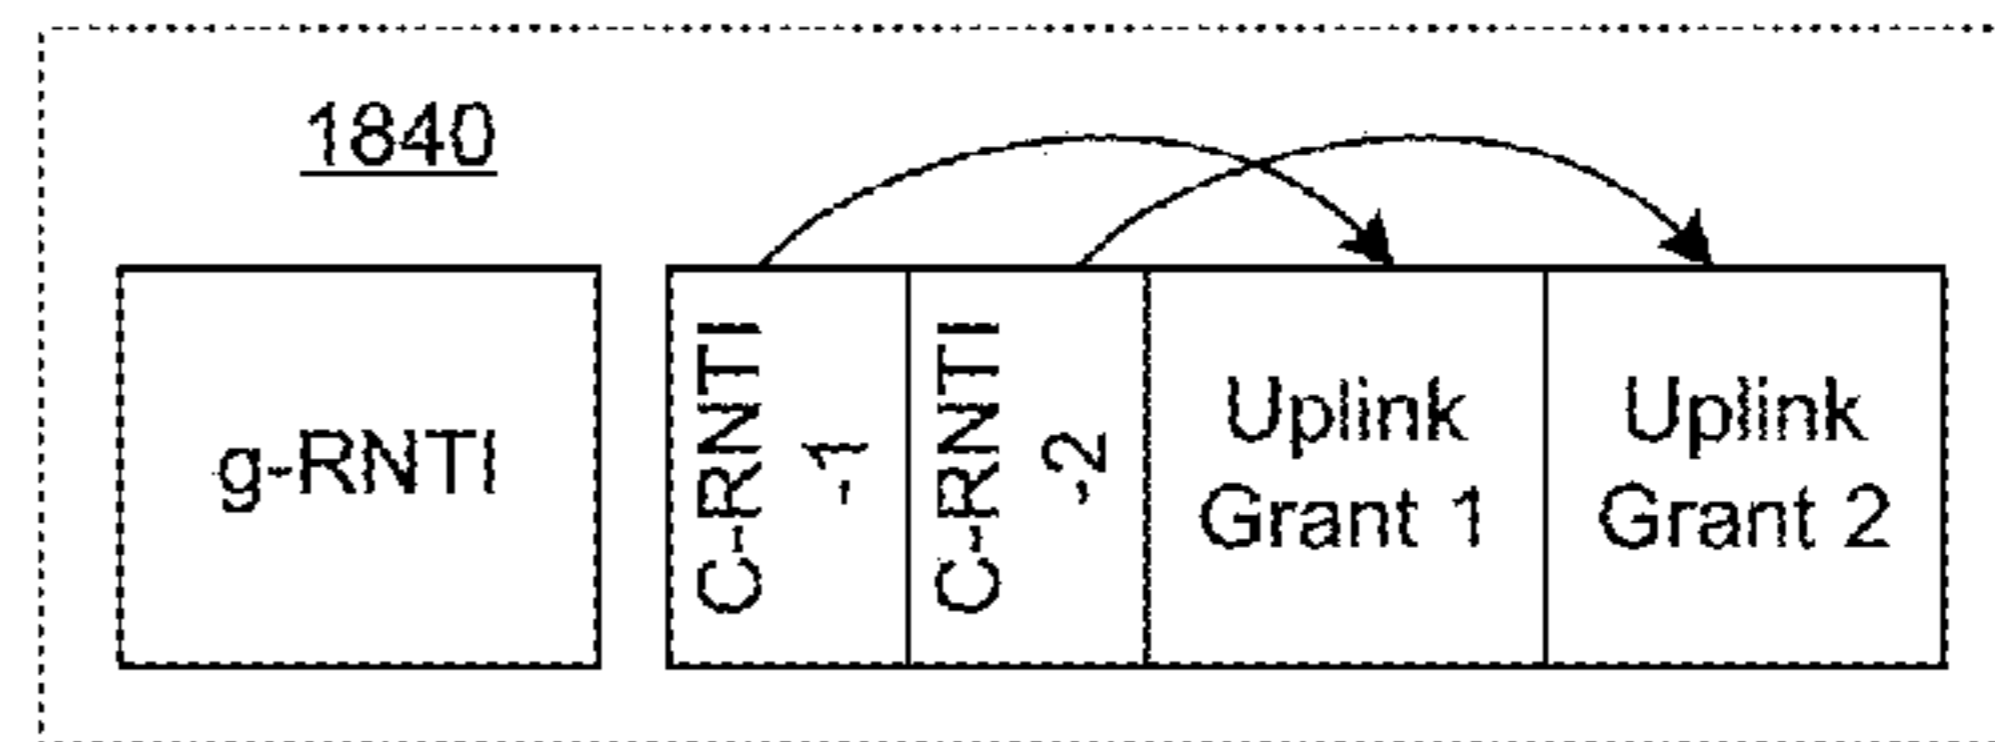 1840
g-RNTI
C-RNTI
-1
C-RNTI
-2
Uplink
Grant 1
Uplink
Grant 2